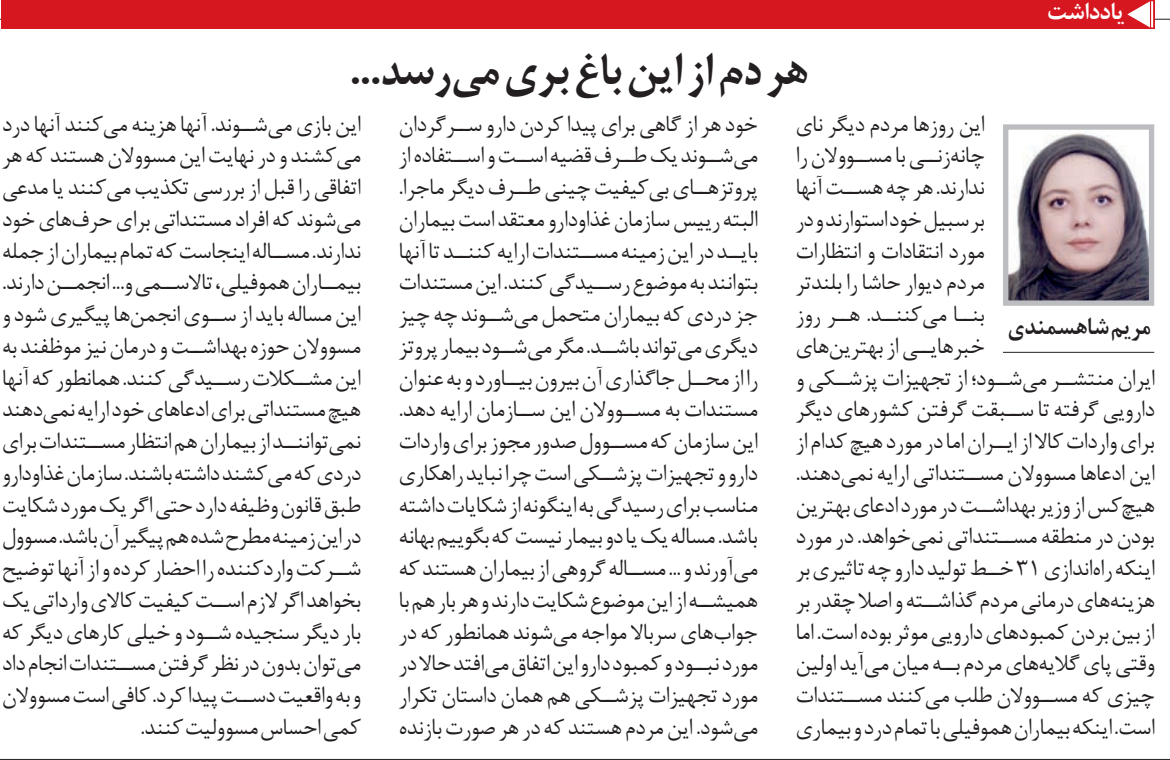 یادداشت
هر دم از این باغ بری می‌رسد...
مریم شاهسمندی
این روزها مردم دیگر نای
چانه‌زنی با مسوولان را
ندارند. هر چه هست آنها
بر سبیل خود استوارند و در
مورد انتقادات و انتظارات
مردم دیوار حاشا را بلندتر
بنا می‌کنند. هر روز
خبرهایی از بهترین‌های
ایران منتشر می‌شود؛ از تجهیزات پزشکی و
دارویی گرفته تا سبقت گرفتن کشورهای دیگر
برای واردات کالا از ایران اما در مورد هیچ کدام از
این ادعاها مسوولان مستنداتی ارایه نمی‌دهند.
هیچ‌کس از وزیر بهداشت در مورد ادعای بهترین
بودن در منطقه مستنداتی نمی‌خواهد. در مورد
اینکه راه‌اندازی ۳۱ خط تولید دارو چه تاثیری بر
هزینه‌های درمانی مردم گذاشته و اصلا چقدر بر
از بین بردن کمبودهای دارویی موثر بوده است. اما
وقتی پای گلایه‌های مردم به میان می‌آید اولین
چیزی که مسوولان طلب می‌کنند مستندات
است. اینکه بیماران هموفیلی با تمام درد و بیماری
خود هر از گاهی برای پیدا کردن دارو سرگردان
می‌شوند یک طرف قضیه است و استفاده از
پروتزهای بی‌کیفیت چینی طرف دیگر ماجرا.
البته رییس سازمان غذاودارو معتقد است بیماران
باید در این زمینه مستندات ارایه کنند تا آنها
بتوانند به موضوع رسیدگی کنند. این مستندات
جز دردی که بیماران متحمل می‌شوند چه چیز
دیگری می‌تواند باشد. مگر می‌شود بیمار پروتز
را از محل جاگذاری آن بیرون بیاورد و به عنوان
مستندات به مسوولان این سازمان ارایه دهد.
این سازمان که مسوول صدور مجوز برای واردات
دارو و تجهیزات پزشکی است چرا نباید راهکاری
مناسب برای رسیدگی به اینگونه از شکایات داشته
باشد. مساله یک یا دو بیمار نیست که بگوییم بهانه
می‌آورند و ... مساله گروهی از بیماران هستند که
همیشه از این موضوع شکایت دارند و هر بار هم با
جواب‌های سربالا مواجه می‌شوند همانطور که در
مورد نبود و کمبود دارو این اتفاق می‌افتد حالا در
مورد تجهیزات پزشکی هم همان داستان تکرار
می‌شود. این مردم هستند که در هر صورت بازنده
این بازی می‌شوند. آنها هزینه می‌کنند آنها درد
می‌کشند و در نهایت این مسوولان هستند که هر
اتفاقی را قبل از بررسی تکذیب می‌کنند یا مدعی
می‌شوند که افراد مستنداتی برای حرف‌های خود
ندارند. مساله اینجاست که تمام بیماران از جمله
بیماران هموفیلی، تالاسمی و... انجمن دارند.
این مساله باید از سوی انجمن‌ها پیگیری شود و
مسوولان حوزه بهداشت و درمان نیز موظفند به
این مشکلات رسیدگی کنند. همانطور که آنها
هیچ مستنداتی برای ادعاهای خود ارایه نمی‌دهند
نمی‌توانند از بیماران هم انتظار مستندات برای
دردی که می‌کشند داشته باشند. سازمان غذاودارو
طبق قانون وظیفه دارد حتی اگر یک مورد شکایت
در این زمینه مطرح شده هم پیگیر آن باشد. مسوول
شرکت واردکننده را احضار کرده و از آنها توضیح
بخواهد اگر لازم است کیفیت کالای وارداتی یک
بار دیگر سنجیده شود و خیلی کارهای دیگر که
می‌توان بدون در نظر گرفتن مستندات انجام داد
و به واقعیت دست پیدا کرد. کافی است مسوولان
کمی احساس مسوولیت کنند.